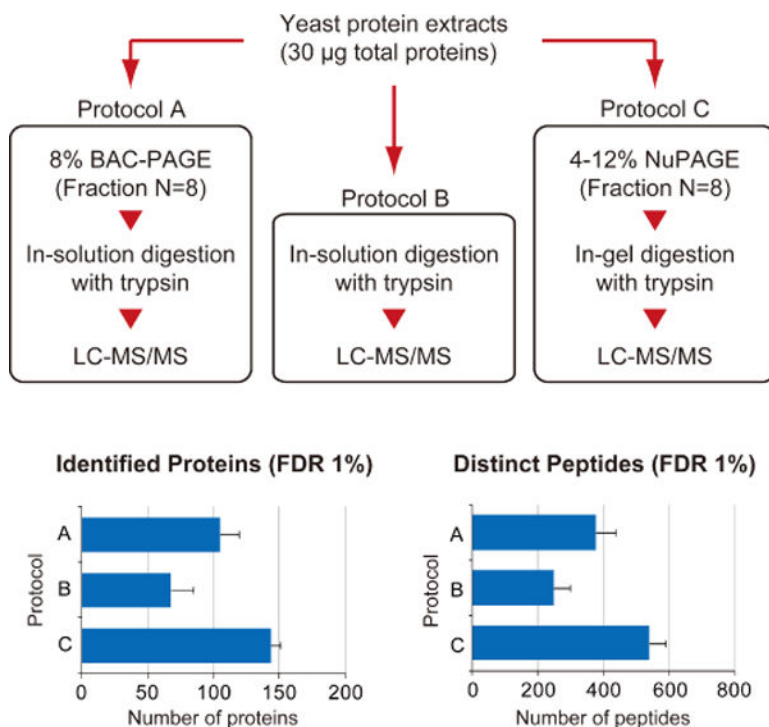 Yeast protein extracts
(30 µg total proteins)
Protocol A
8% BAC-PAGE
(Fraction N=8)
In-solution digestion
with trypsin
LC-MS/MS
Protocol B
In-solution digestion
with trypsin
LC-MS/MS
Protocol C
4-12% NuPAGE
(Fraction N=8)
In-gel digestion
with trypsin
LC-MS/MS
Identified Proteins (FDR 1%)
Protocol
A
B
C
0 50 100 150 200
Number of proteins
Distinct Peptides (FDR 1%)
Protocol
A
B
C
0 200 400 600 800
Number of peptides